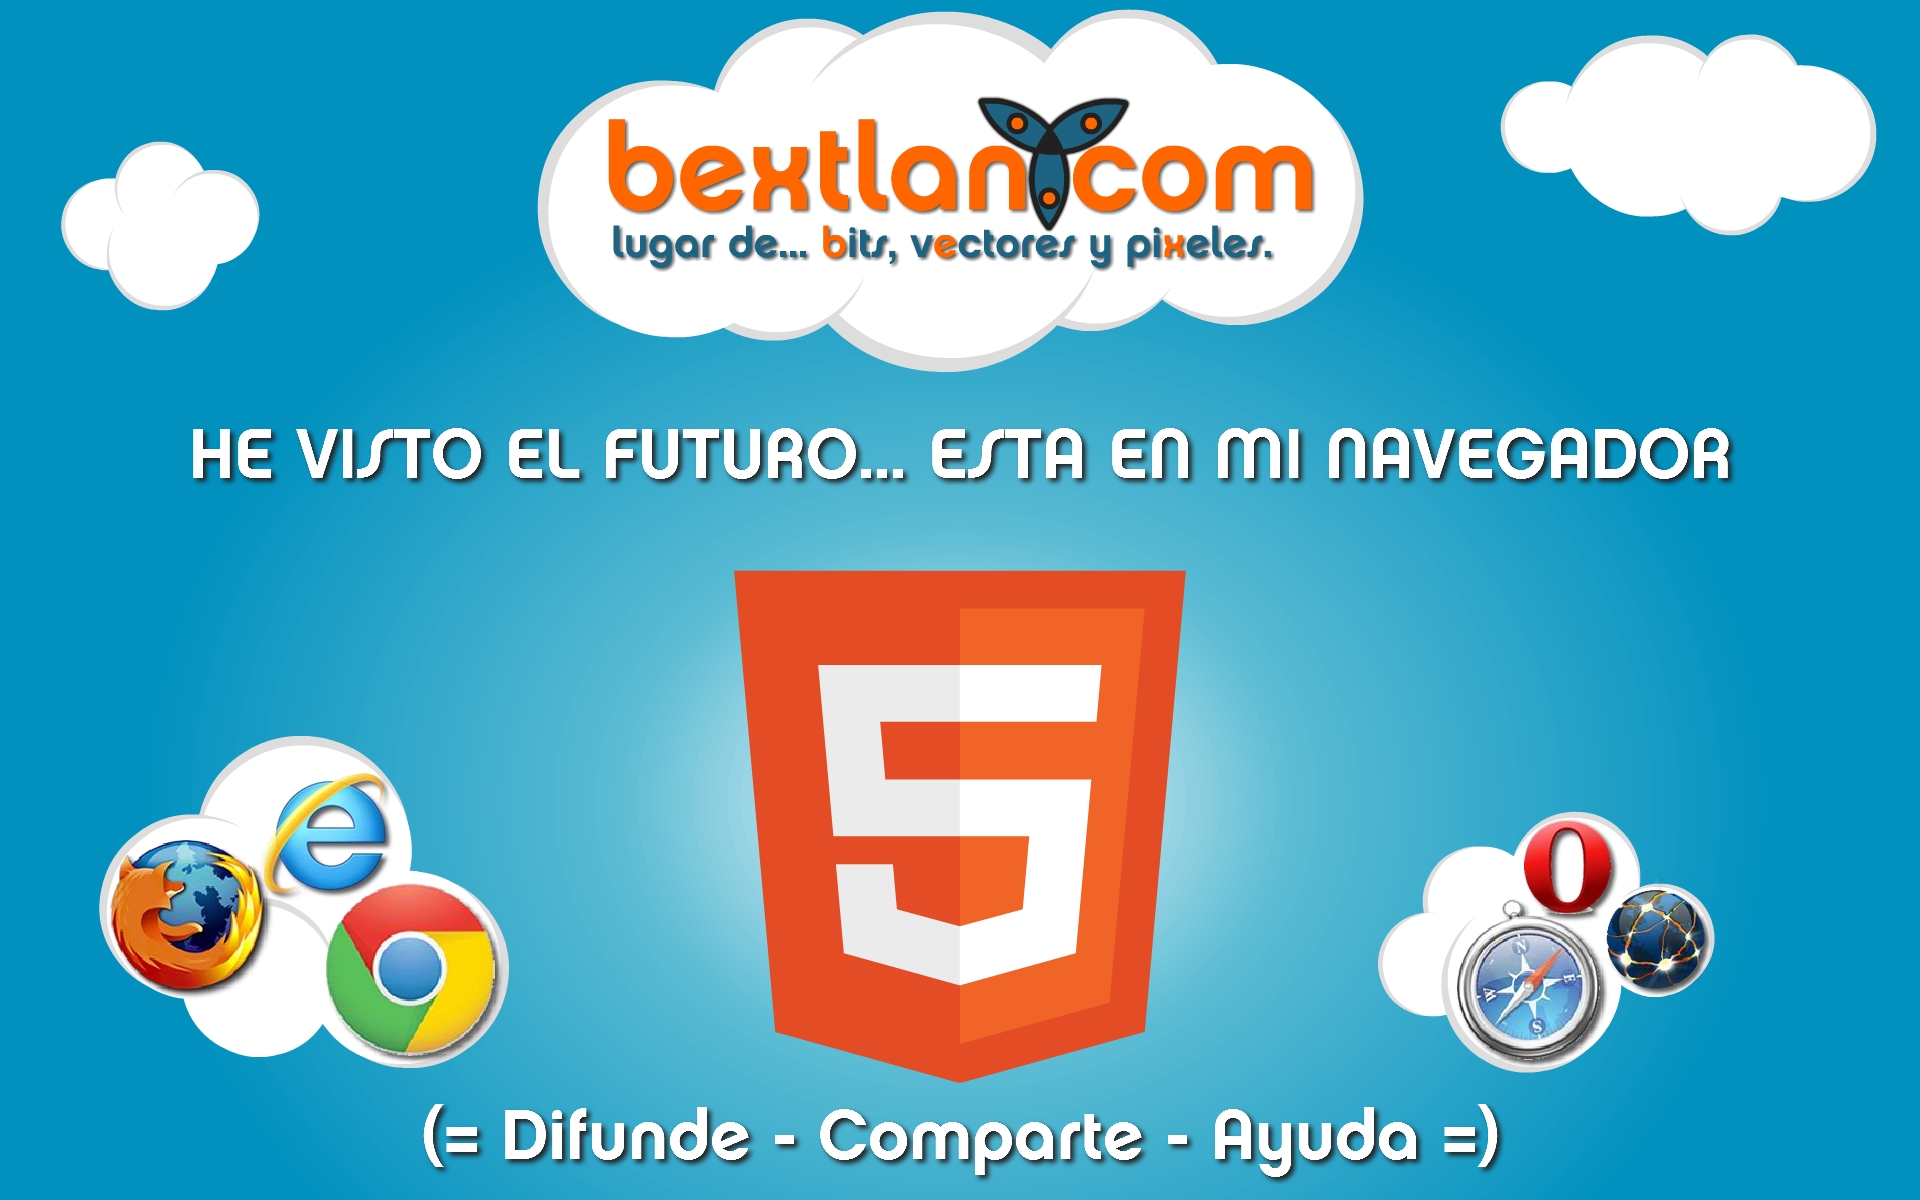 bextlan.com
lugar de... bits, vectores y pixeles.
HE VISTO EL FUTURO... ESTA EN MI NAVEGADOR
5
e
O
N
E
S
W
(= Difunde - Comparte - Ayuda =)